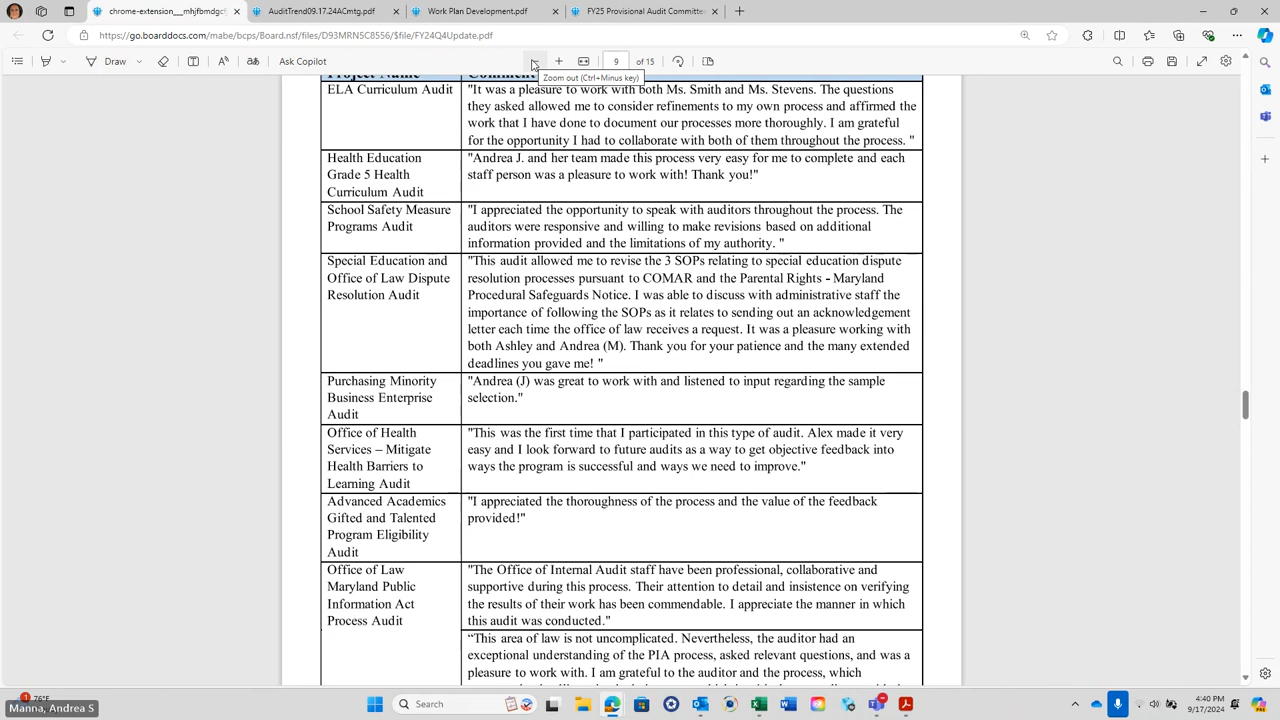 chrome-extension___mhjfbmdgcf
AuditTrend09.17.24ACmtg.pdf
Work Plan Development.pdf
FY25 Provisional Audit Committee
https://go.boarddocs.com/mabe/bcps/Board.nsf/files/D93MRN5C8556/$file/FY24Q4Update.pdf
Draw
Ask Copilot
9
of 15
Zoom out (Ctrl+Minus key)
Project Name
ELA Curriculum Audit
"It was a pleasure to work with both Ms. Smith and Ms. Stevens. The questions
they asked allowed me to consider refinements to my own process and affirmed the
work that I have done to document our processes more thoroughly. I am grateful
for the opportunity I had to collaborate with both of them throughout the process. "
Health Education
Grade 5 Health
Curriculum Audit
"Andrea J. and her team made this process very easy for me to complete and each
staff person was a pleasure to work with! Thank you!"
School Safety Measure
Programs Audit
"I appreciated the opportunity to speak with auditors throughout the process. The
auditors were responsive and willing to make revisions based on additional
information provided and the limitations of my authority. "
Special Education and
Office of Law Dispute
Resolution Audit
"This audit allowed me to revise the 3 SOPs relating to special education dispute
resolution processes pursuant to COMAR and the Parental Rights - Maryland
Procedural Safeguards Notice. I was able to discuss with administrative staff the
importance of following the SOPs as it relates to sending out an acknowledgement
letter each time the office of law receives a request. It was a pleasure working with
both Ashley and Andrea (M). Thank you for your patience and the many extended
deadlines you gave me! "
Purchasing Minority
Business Enterprise
Audit
"Andrea (J) was great to work with and listened to input regarding the sample
selection."
Office of Health
Services – Mitigate
Health Barriers to
Learning Audit
"This was the first time that I participated in this type of audit. Alex made it very
easy and I look forward to future audits as a way to get objective feedback into
ways the program is successful and ways we need to improve."
Advanced Academics
Gifted and Talented
Program Eligibility
Audit
"I appreciated the thoroughness of the process and the value of the feedback
provided!"
Office of Law
Maryland Public
Information Act
Process Audit
"The Office of Internal Audit staff have been professional, collaborative and
supportive during this process. Their attention to detail and insistence on verifying
the results of their work has been commendable. I appreciate the manner in which
this audit was conducted."
“This area of law is not uncomplicated. Nevertheless, the auditor had an
exceptional understanding of the PIA process, asked relevant questions, and was a
pleasure to work with. I am grateful to the auditor and the process, which
1
76°F
Manna, Andrea S
Search
4:40 PM
9/17/2024